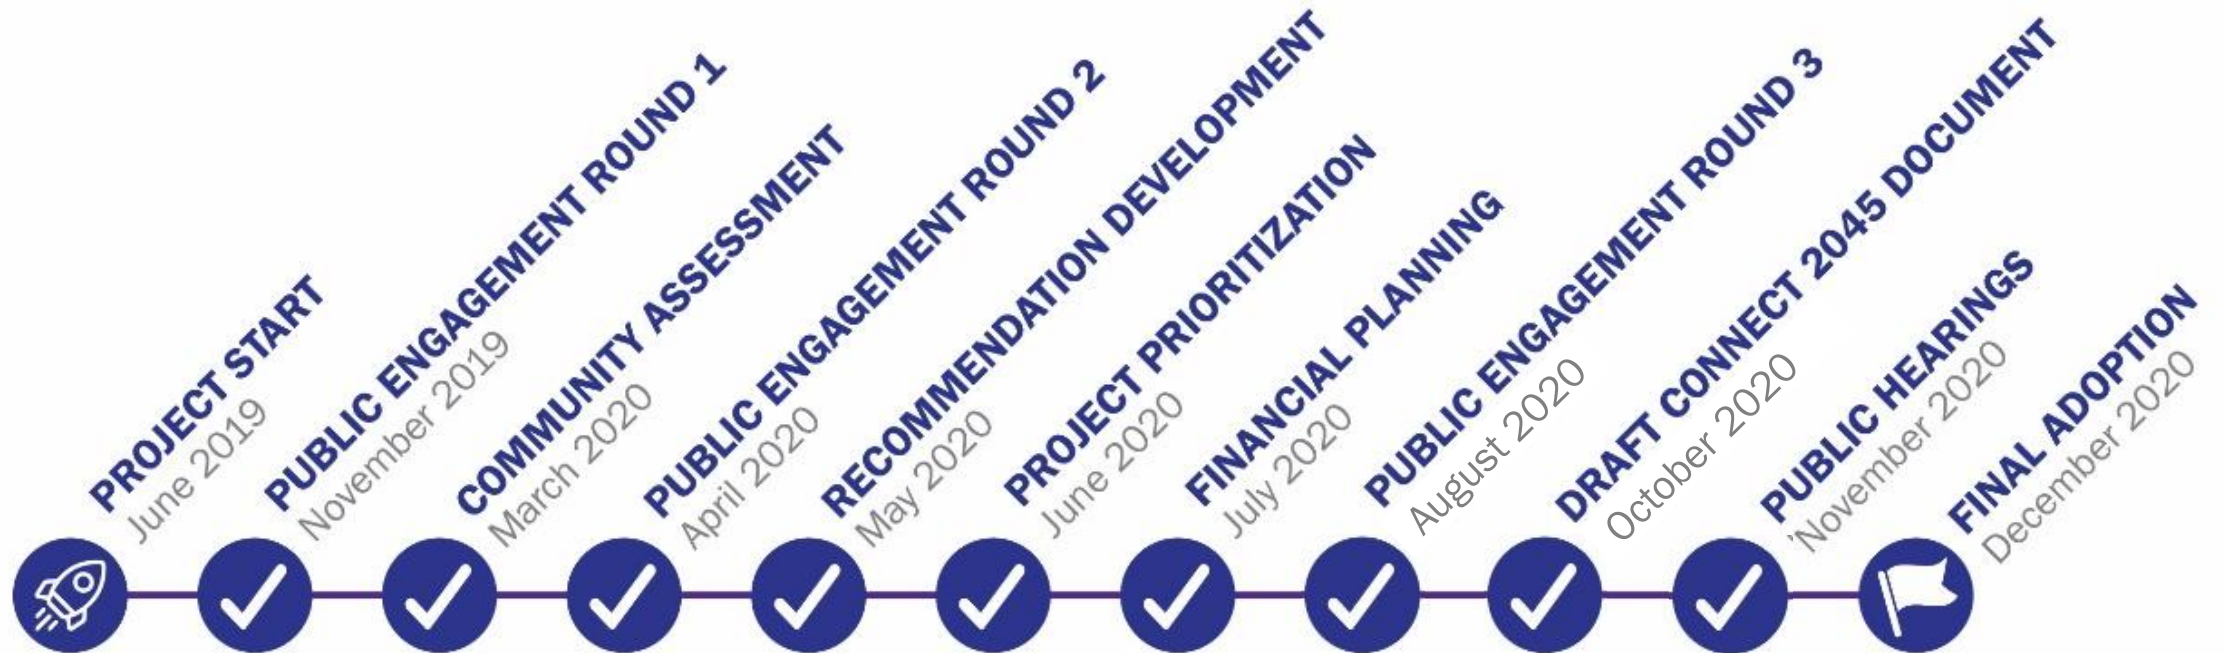 PROJECT START
June 2019
PUBLIC ENGAGEMENT ROUND 1
November 2019
COMMUNITY ASSESSMENT
March 2020
PUBLIC ENGAGEMENT ROUND 2
April 2020
RECOMMENDATION DEVELOPMENT
May 2020
PROJECT PRIORITIZATION
June 2020
FINANCIAL PLANNING
July 2020
PUBLIC ENGAGEMENT ROUND 3
August 2020
DRAFT CONNECT 2045 DOCUMENT
October 2020
PUBLIC HEARINGS
'November 2020
FINAL ADOPTION
December 2020